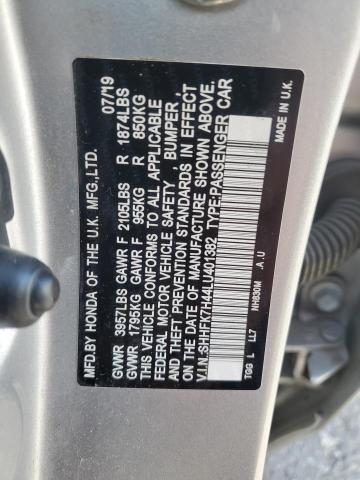 MFD.BY HONDA OF THE U.K. MFG.,LTD. 07/19
GVWR 3957LBS GAWR F 2105LBS R 1874LBS
GVWR 1795KG GAWR F 955KG R 850KG
THIS VEHICLE CONFORMS TO ALL APPLICABLE
FEDERAL MOTOR VEHICLE SAFETY , BUMPER ,
AND THEFT PREVENTION STANDARDS IN EFFECT
ON THE DATE OF MANUFACTURE SHOWN ABOVE.
V.I.N.:SHHFK7H44LU401382 TYPE:PASSENGER CAR
NH830M .A .U MADE IN U.K.
TGG L LL7